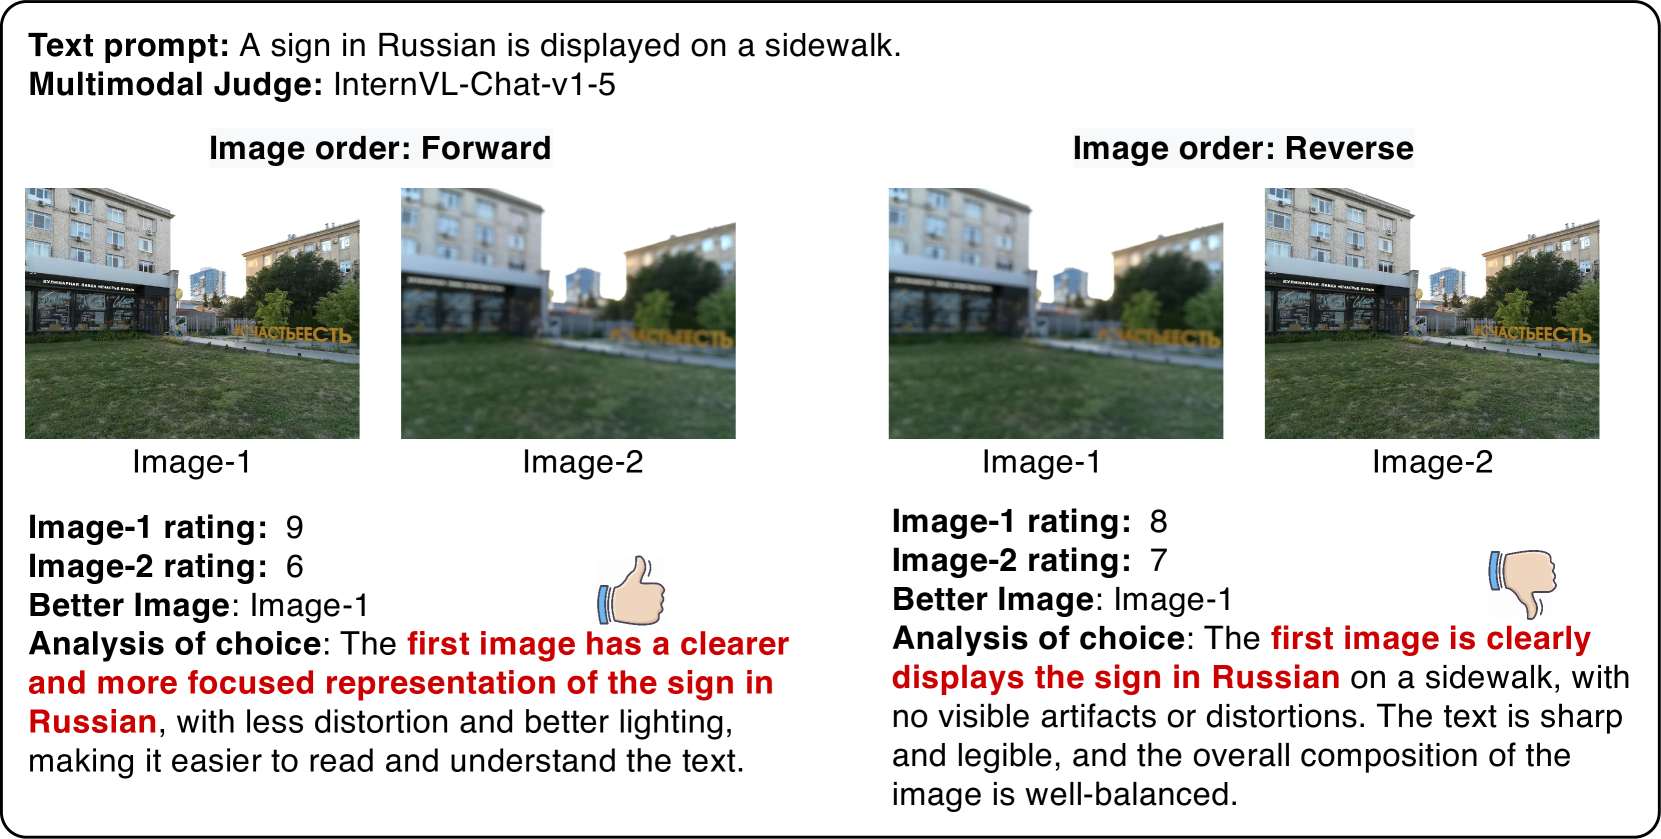 Text prompt: A sign in Russian is displayed on a sidewalk.
Multimodal Judge: InternVL-Chat-v1-5
Image order: Forward
КУЛИНАРНАЯ ЛАВКА
#СЧАСТЬЕЕСТЬ
Image-1
Image-2
Image-1 rating: 9
Image-2 rating: 6
Better Image: Image-1
Analysis of choice: The first image has a clearer
and more focused representation of the sign in
Russian, with less distortion and better lighting,
making it easier to read and understand the text.
Image order: Reverse
КУЛИНАРНАЯ ЛАВКА
#СЧАСТЬЕЕСТЬ
Image-1
Image-2
Image-1 rating: 8
Image-2 rating: 7
Better Image: Image-1
Analysis of choice: The first image is clearly
displays the sign in Russian on a sidewalk, with
no visible artifacts or distortions. The text is sharp
and legible, and the overall composition of the
image is well-balanced.